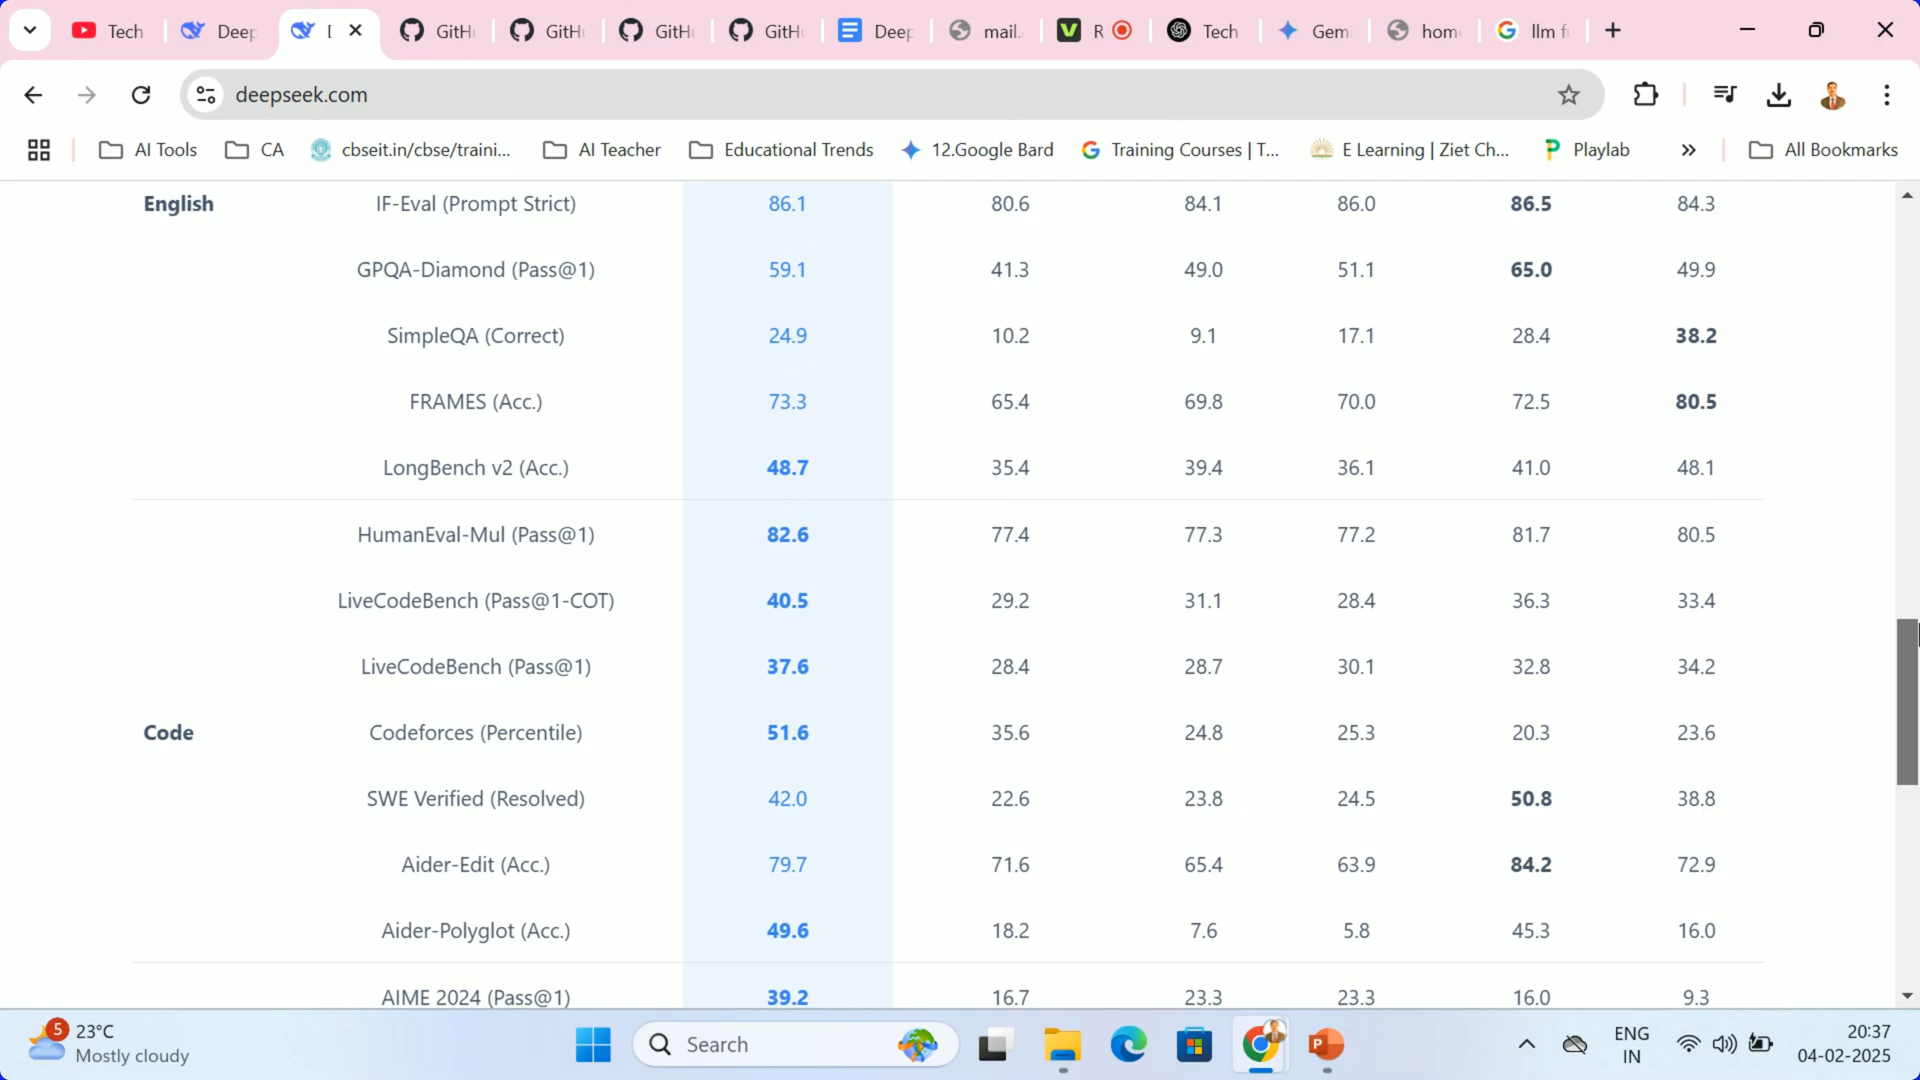 Tech
Deep
[
GitHu
GitHu
GitHu
GitHu
Deep
mail.
R
Tech
Gemi
home
llm f
deepseek.com
AI Tools
CA
cbseit.in/cbse/traini...
AI Teacher
Educational Trends
12.Google Bard
Training Courses | T...
E Learning | Ziet Ch...
Playlab
All Bookmarks
English IF-Eval (Prompt Strict) 86.1 80.6 84.1 86.0 86.5 84.3
GPQA-Diamond (Pass@1) 59.1 41.3 49.0 51.1 65.0 49.9
SimpleQA (Correct) 24.9 10.2 9.1 17.1 28.4 38.2
FRAMES (Acc.) 73.3 65.4 69.8 70.0 72.5 80.5
LongBench v2 (Acc.) 48.7 35.4 39.4 36.1 41.0 48.1
HumanEval-Mul (Pass@1) 82.6 77.4 77.3 77.2 81.7 80.5
LiveCodeBench (Pass@1-COT) 40.5 29.2 31.1 28.4 36.3 33.4
LiveCodeBench (Pass@1) 37.6 28.4 28.7 30.1 32.8 34.2
Code Codeforces (Percentile) 51.6 35.6 24.8 25.3 20.3 23.6
SWE Verified (Resolved) 42.0 22.6 23.8 24.5 50.8 38.8
Aider-Edit (Acc.) 79.7 71.6 65.4 63.9 84.2 72.9
Aider-Polyglot (Acc.) 49.6 18.2 7.6 5.8 45.3 16.0
AIME 2024 (Pass@1) 39.2 16.7 23.3 23.3 16.0 9.3
5
23°C
Mostly cloudy
Search
ENG
IN
20:37
04-02-2025